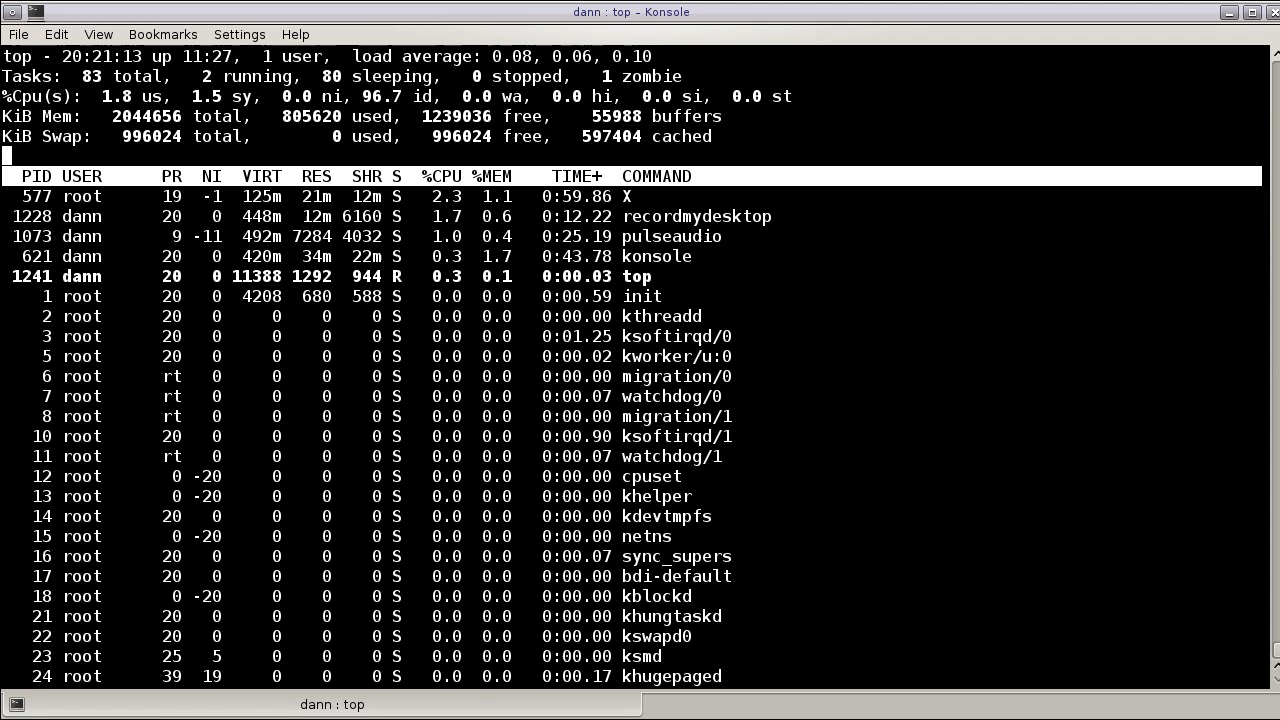 dann : top – Konsole
File Edit View Bookmarks Settings Help
top - 20:21:13 up 11:27,  1 user,  load average: 0.08, 0.06, 0.10
Tasks:  83 total,   2 running,  80 sleeping,   0 stopped,   1 zombie
%Cpu(s):  1.8 us,  1.5 sy,  0.0 ni, 96.7 id,  0.0 wa,  0.0 hi,  0.0 si,  0.0 st
KiB Mem:   2044656 total,   805620 used,  1239036 free,    55988 buffers
KiB Swap:   996024 total,        0 used,   996024 free,   597404 cached
  PID USER      PR  NI  VIRT  RES  SHR S  %CPU %MEM    TIME+  COMMAND
  577 root      19  -1  125m  21m  12m S   2.3  1.1   0:59.86 X
 1228 dann      20   0  448m  12m 6160 S   1.7  0.6   0:12.22 recordmydesktop
 1073 dann       9 -11  492m 7284 4032 S   1.0  0.4   0:25.19 pulseaudio
  621 dann      20   0  420m  34m  22m S   0.3  1.7   0:43.78 konsole
 1241 dann      20   0 11388 1292  944 R   0.3  0.1   0:00.03 top
    1 root      20   0  4208  680  588 S   0.0  0.0   0:00.59 init
    2 root      20   0     0    0    0 S   0.0  0.0   0:00.00 kthreadd
    3 root      20   0     0    0    0 S   0.0  0.0   0:01.25 ksoftirqd/0
    5 root      20   0     0    0    0 S   0.0  0.0   0:00.02 kworker/u:0
    6 root      rt   0     0    0    0 S   0.0  0.0   0:00.00 migration/0
    7 root      rt   0     0    0    0 S   0.0  0.0   0:00.07 watchdog/0
    8 root      rt   0     0    0    0 S   0.0  0.0   0:00.00 migration/1
   10 root      20   0     0    0    0 S   0.0  0.0   0:00.90 ksoftirqd/1
   11 root      rt   0     0    0    0 S   0.0  0.0   0:00.07 watchdog/1
   12 root       0 -20     0    0    0 S   0.0  0.0   0:00.00 cpuset
   13 root       0 -20     0    0    0 S   0.0  0.0   0:00.00 khelper
   14 root      20   0     0    0    0 S   0.0  0.0   0:00.00 kdevtmpfs
   15 root       0 -20     0    0    0 S   0.0  0.0   0:00.00 netns
   16 root      20   0     0    0    0 S   0.0  0.0   0:00.07 sync_supers
   17 root      20   0     0    0    0 S   0.0  0.0   0:00.00 bdi-default
   18 root       0 -20     0    0    0 S   0.0  0.0   0:00.00 kblockd
   21 root      20   0     0    0    0 S   0.0  0.0   0:00.00 khungtaskd
   22 root      20   0     0    0    0 S   0.0  0.0   0:00.00 kswapd0
   23 root      25   5     0    0    0 S   0.0  0.0   0:00.00 ksmd
   24 root      39  19     0    0    0 S   0.0  0.0   0:00.17 khugepaged
dann : top